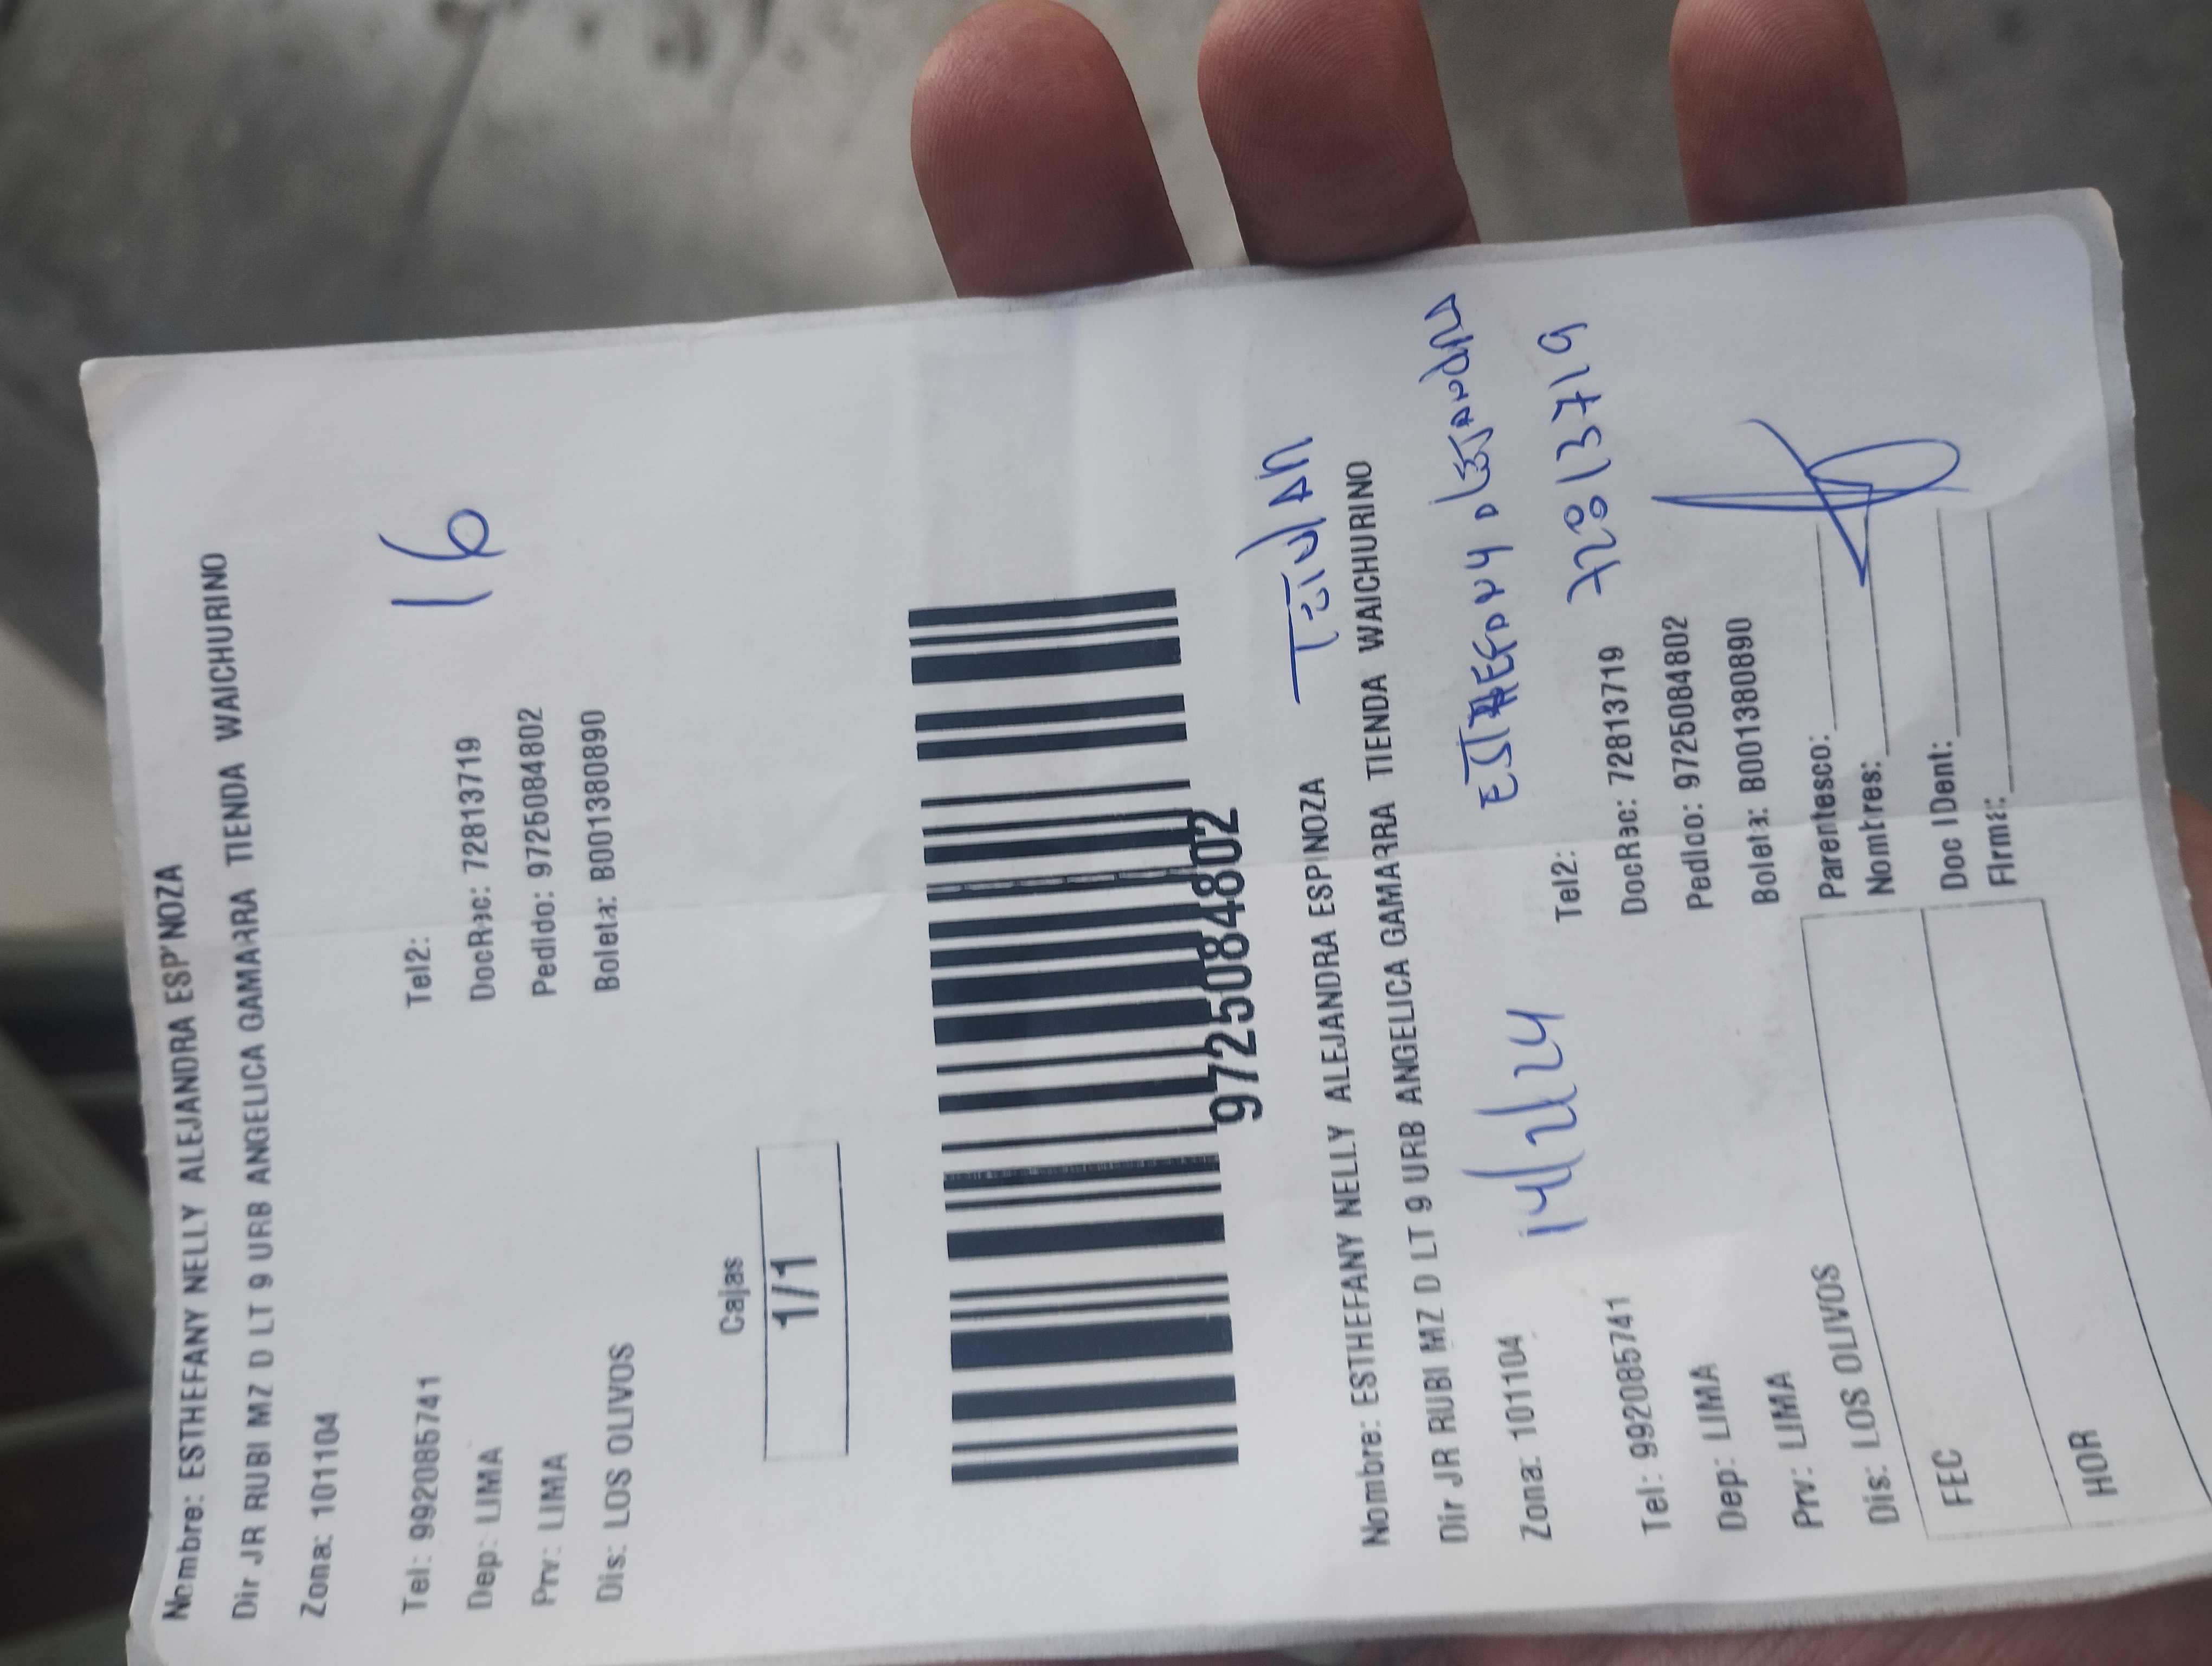 Nombre: ESTHEFANY NELLY ALEJANDRA ESPINOZA
Dir JR RUBI MZ D LT 9 URB ANGELICA GAMARRA TIENDA WAICHURINO
Zona: 101104
16
Tel: 992085741 Tel2:
Dep: LIMA DocRec: 72813719
Prv: LIMA Pedido: 9725084802
Dis: LOS OLIVOS Boleta: B001380890
Cajas
1/1
9725084802
Titular
Nombre: ESTHEFANY NELLY ALEJANDRA ESPINOZA
Dir JR RUBI MZ D LT 9 URB ANGELICA GAMARRA TIENDA WAICHURINO
Zona: 101104 14/2/24 ESTHEFANY ALEJANDRA
Tel: 992085741 Tel2: 72813719
Dep: LIMA DocRec: 72813719
Prv: LIMA Pedido: 9725084802
Dis: LOS OLIVOS Boleta: B001380890
FEC Parentesco:
Nombres:
HOR Doc IDent:
Firma: